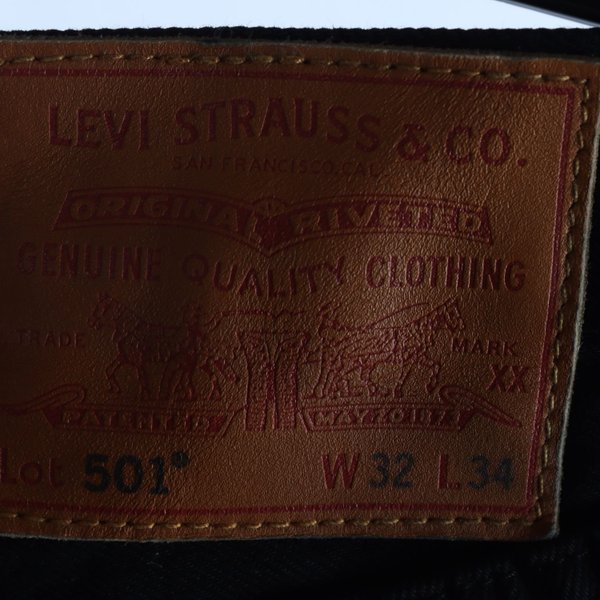 LEVI STRAUSS & CO.
SAN FRANCISCO, CAL.
ORIGINAL RIVETED
GENUINE QUALITY CLOTHING
TRADE MARK
XX
PATENTED MAY 20 1873
Lot 501® W 32 L 34